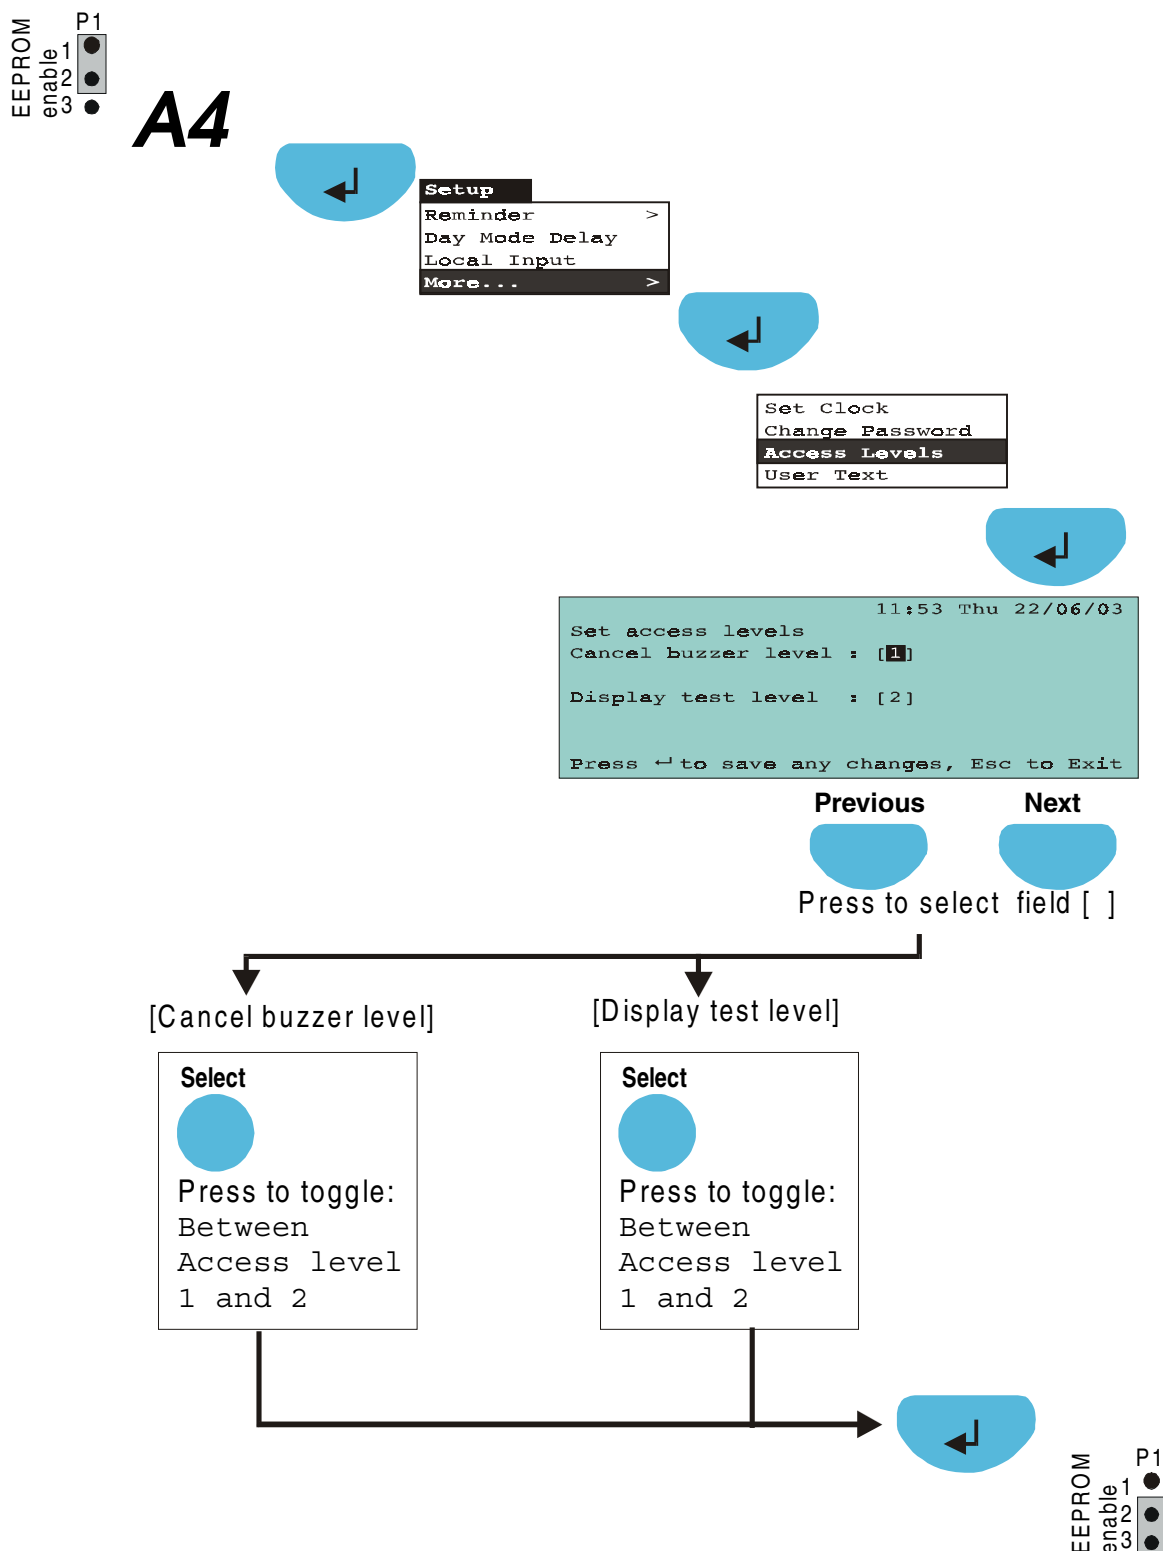 P1
EEPROM
enable
1
2
3
A4
Setup
Reminder >
Day Mode Delay
Local Input
More... >
Set Clock
Change Password
Access Levels
User Text
11:53 Thu 22/06/03
Set access levels
Cancel buzzer level : [1]
Display test level : [2]
Press ↵ to save any changes, Esc to Exit
Previous Next
Press to select field [ ]
[Cancel buzzer level]
[Display test level]
Select
Press to toggle:
Between
Access level
1 and 2
Select
Press to toggle:
Between
Access level
1 and 2
P1
EEPROM
enable
1
2
3